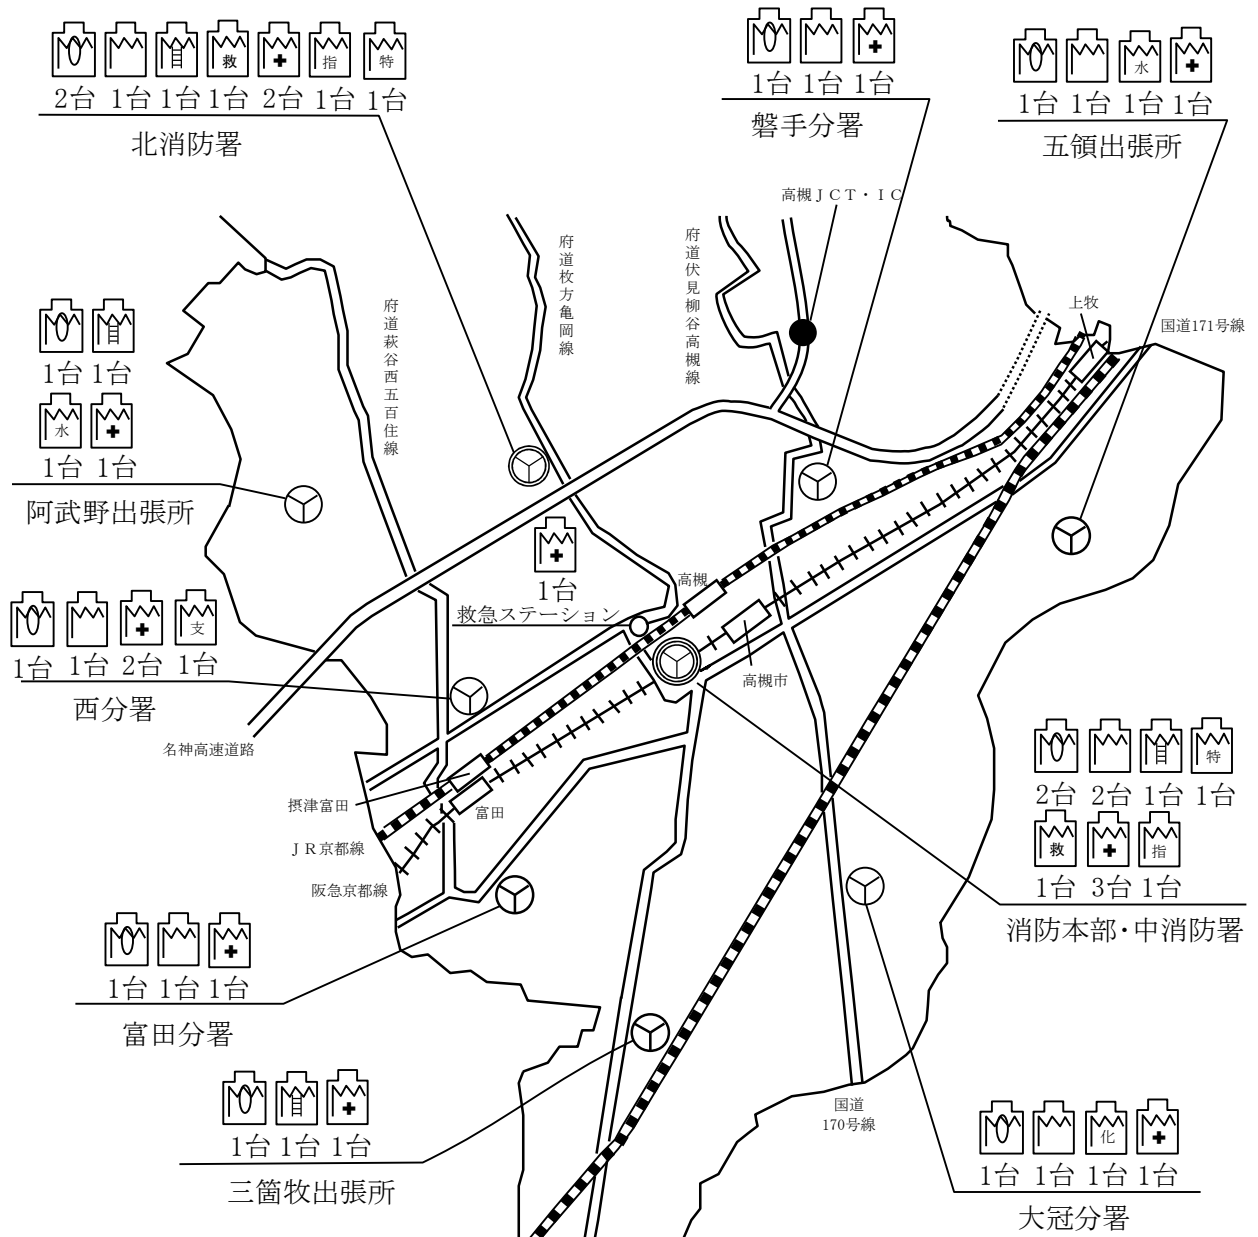 救 指 特
2台 1台 1台 1台 2台 1台 1台
北消防署
1台 1台 1台
磐手分署
水
1台 1台 1台 1台
五領出張所
高槻ＪＣＴ・ＩＣ
府道萩谷西五百住線
府道枚方亀岡線
府道伏見柳谷高槻線
上牧
国道171号線
1台 1台
水
1台 1台
阿武野出張所
1台
救急ステーション
高槻
高槻市
支
1台 1台 2台 1台
西分署
名神高速道路
摂津富田
富田
ＪＲ京都線
阪急京都線
特
2台 2台 1台 1台
救 指
1台 3台 1台
消防本部・中消防署
1台 1台 1台
富田分署
1台 1台 1台
三箇牧出張所
国道
170号線
化
1台 1台 1台 1台
大冠分署